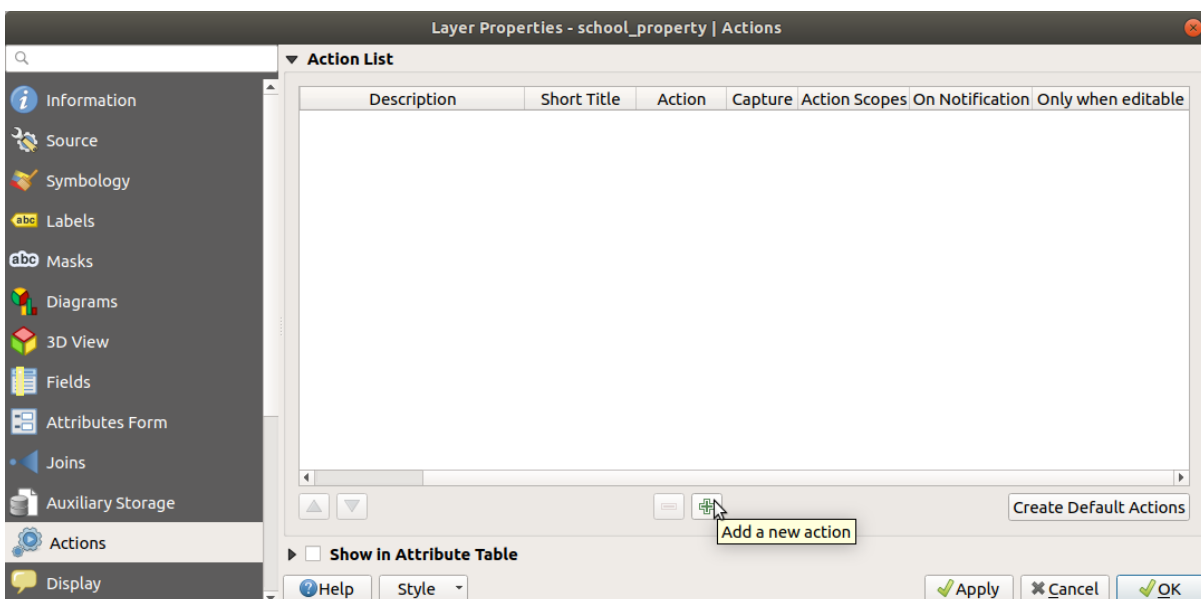 Layer Properties - school_property | Actions
Action List
Information
Source
Symbology
abc Labels
abc Masks
Diagrams
3D View
Fields
Attributes Form
Joins
Auxiliary Storage
Actions
Display
Description Short Title Action Capture Action Scopes On Notification Only when editable
Create Default Actions
Add a new action
Show in Attribute Table
Help Style Apply Cancel OK